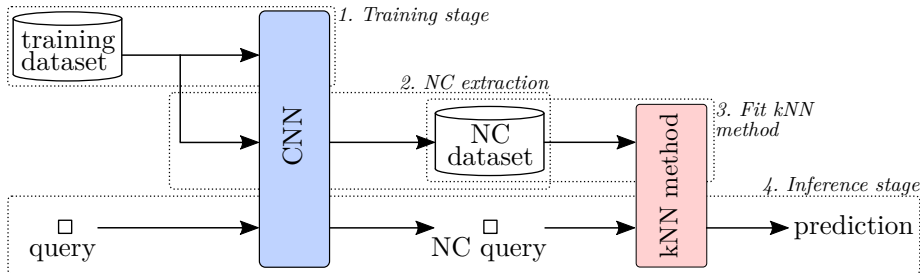 1. Training stage
training
dataset
2. NC extraction
CNN
NC
dataset
3. Fit kNN
method
kNN method
4. Inference stage
query
NC query
prediction